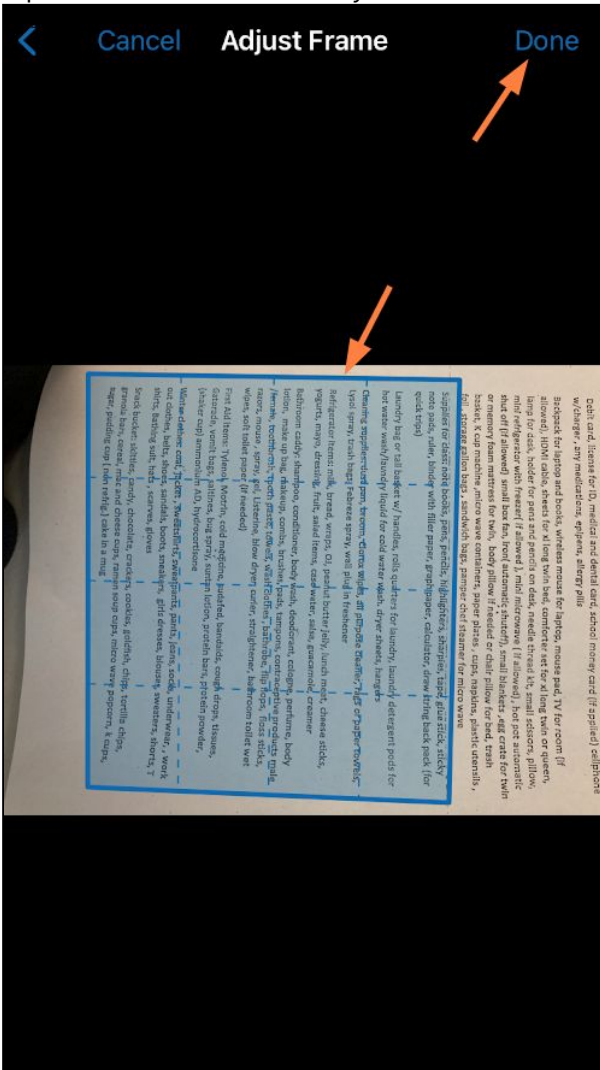 Cancel Adjust Frame Done
Debit card, license for ID, medical and dental card, school money card (if applied) cellphone
w/charger, any medications, epipens, allergy pills
Backpack for laptop and books, wireless mouse for laptop, mouse pad, TV for room (if
allowed), HDMI cable, sheets for xl long twin bed, comforter set for xl long twin or queen,
lamp for desk, holder for pens and pencils on desk, needle thread kit, small scissors, pillow,
mini refrigerator with freezer( if allowed ), mini microwave ( if allowed) , hot pot automatic
shut off (if allowed) small box fan, iron( automatic shutoff), small blankets ,egg crate for twin
or memory foam mattress for twin, body pillow if needed or chair pillow for bed, trash
basket, K cup machine ,micro wave containers, paper plates , cups, napkins, plastic utensils ,
foil, storage gallon bags , sandwich bags, pamper chef steamer for micro wave
Supplies for class: note books, pens, pencils, highlighters, sharpies, tape, glue stick, sticky
note pads, ruler, binder with filler paper, graph paper, calculator, draw string back pack (for
quick trips)
Laundry bag or tall basket w/ handles, rolls quarters for laundry, laundry detergent pods for
hot water wash/laundry liquid for cold water wash, dryer sheets, hangers
Cleaning supplies: dust pan, broom, Clorox wipes, all purpose cleaner, rags or paper towels,
Lysol spray, trash bags Febreze spray, wall plug in freshener
Refrigerator items: milk, bread, wraps, OJ, peanut butter jelly, lunch meat, cheese sticks,
yogurts, mayo, dressing, fruit, salad items, case water, salsa, guacamole, creamer
Bathroom caddy: shampoo, conditioner, body wash, deodorant, cologne, perfume, body
lotion, make up bag, makeup, combs, brushes, pads, tampons, contraceptive products male
/female, toothbrush, tooth paste, towels, wash clothes , bathrobe, flip flops, floss sticks,
razors, mouse , spray, gel, Listerine, blow dryer, curler, straightener, bathroom toilet wet
wipes, soft toilet paper (if needed)
First Aid items: Tylenol, Motrin, cold medicine, sudafed, bandaids, cough drops, tissues,
Gatorade, vomit bags, saltines, bug spray, suntan lotion, protein bars, protein powder,
(shaker cup) ammonium AD, hydrocortisone
Winter clothes: coat, jacket , sweatshirts, sweatpants, pants, jeans, socks, underwear, , work
out clothes, belts, shoes, sandals, boots, sneakers, girls dresses, blouses, sweaters, shorts, T
shirts, bathing suit, hats , scarves, gloves
Snack bucket: skittles, candy, chocolate, crackers, cookies, goldfish, chips, tortilla chips,
granola bars, cereal, mac and cheese cups, ramen soup cups, micro wave popcorn, k cups,
sugar, pudding cup ( non refrig.) cake in a mug